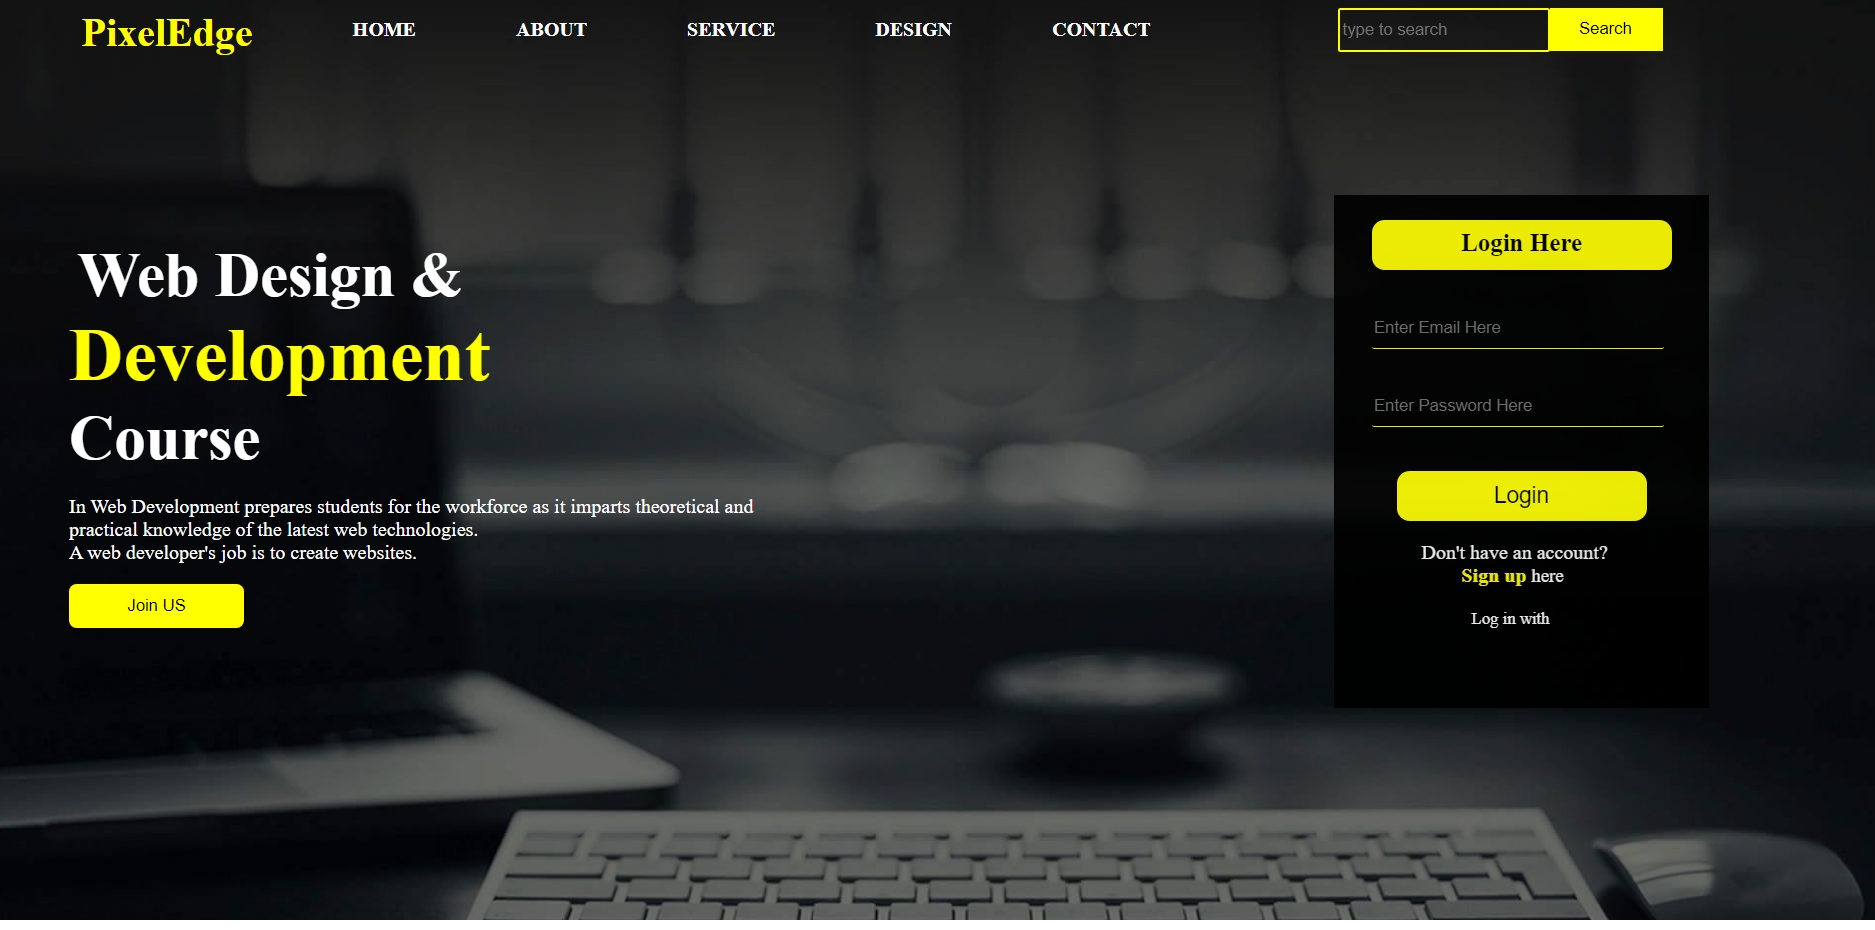 PixelEdge
HOME
ABOUT
SERVICE
DESIGN
CONTACT
type to search
Search
Web Design &
Development
Course
In Web Development prepares students for the workforce as it imparts theoretical and
practical knowledge of the latest web technologies.
A web developer's job is to create websites.
Join US
Login Here
Enter Email Here
Enter Password Here
Login
Don't have an account?
Sign up here
Log in with